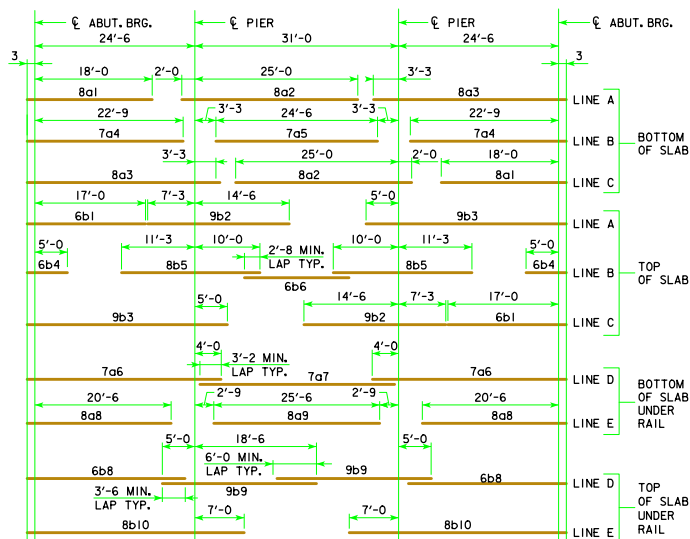 ℄ ABUT. BRG. ℄ PIER ℄ PIER ℄ ABUT. BRG.
24'-6 31'-0 24'-6
3 3
18'-0 2'-0 25'-0 3'-3
8a1 8a2 8a3 LINE A
22'-9 3'-3 24'-6 3'-3 22'-9
7a4 7a5 7a4 LINE B
BOTTOM
OF SLAB
3'-3 25'-0 2'-0 18'-0
8a3 8a2 8a1 LINE C
17'-0 7'-3 14'-6 5'-0
6b1 9b2 9b3 LINE A
5'-0 11'-3 10'-0 2'-8 MIN.
LAP TYP. 10'-0 11'-3 5'-0
6b4 8b5 6b6 8b5 6b4 LINE B
TOP
OF SLAB
5'-0 14'-6 7'-3 17'-0
9b3 9b2 6b1 LINE C
4'-0 4'-0
3'-2 MIN.
LAP TYP.
7a6 7a7 7a6 LINE D
20'-6 2'-9 25'-6 2'-9 20'-6
8a8 8a9 8a8 LINE E
BOTTOM
OF SLAB
UNDER
RAIL
5'-0 18'-6 5'-0
6'-0 MIN.
LAP TYP.
6b8 9b9 9b9 6b8 LINE D
3'-6 MIN.
LAP TYP.
7'-0 7'-0
8b10 8b10 LINE E
TOP
OF SLAB
UNDER
RAIL